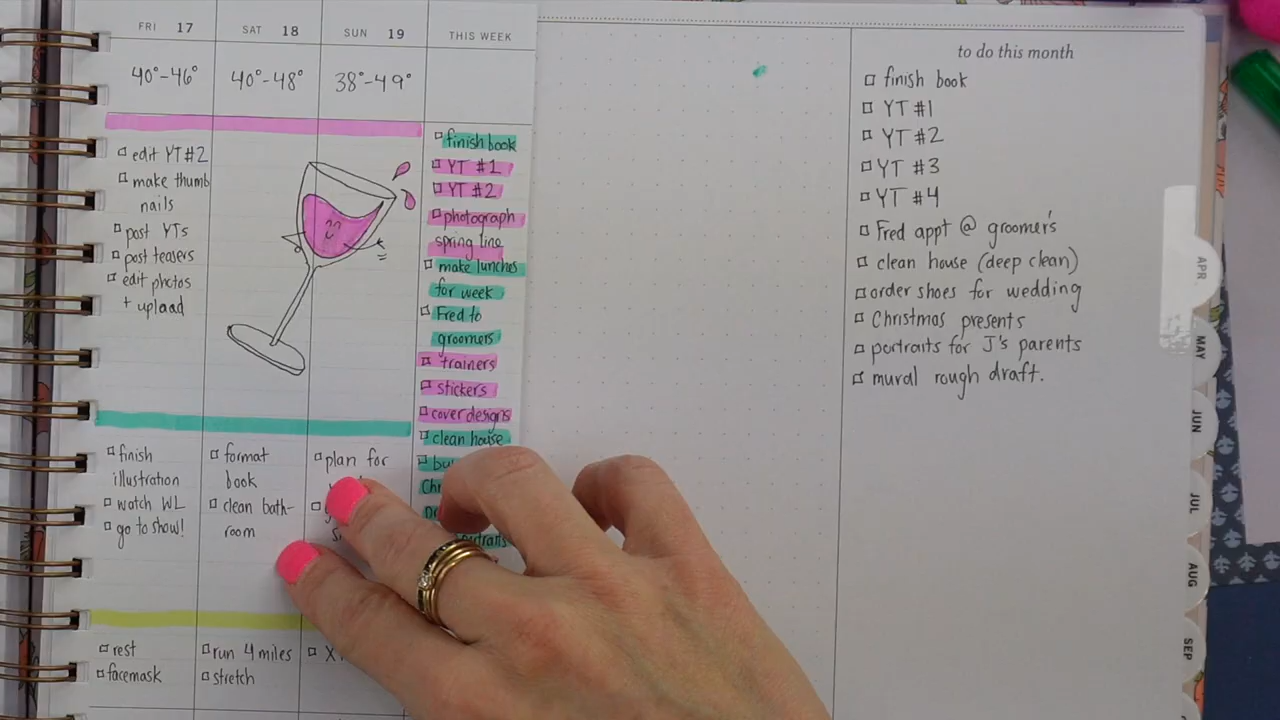 FRI 17
SAT 18
SUN 19
THIS WEEK
40°-46°
40°-48°
38°-49°
edit YT#2
make thumb
nails
post YTs
post teasers
edit photos
+ upload
finish
illustration
watch WL
go to show!
format
book
clean bath-
room
plan for
rest
facemask
run 4 miles
stretch
finish book
YT #1
YT #2
photograph
spring line
make lunches
for week
Fred to
groomers
trainers
stickers
cover designs
clean house
to do this month
finish book
YT #1
YT #2
YT #3
YT #4
Fred appt @ groomer's
clean house (deep clean)
order shoes for wedding
Christmas presents
portraits for J's parents
mural rough draft.
APR
MAY
JUN
JUL
AUG
SEP